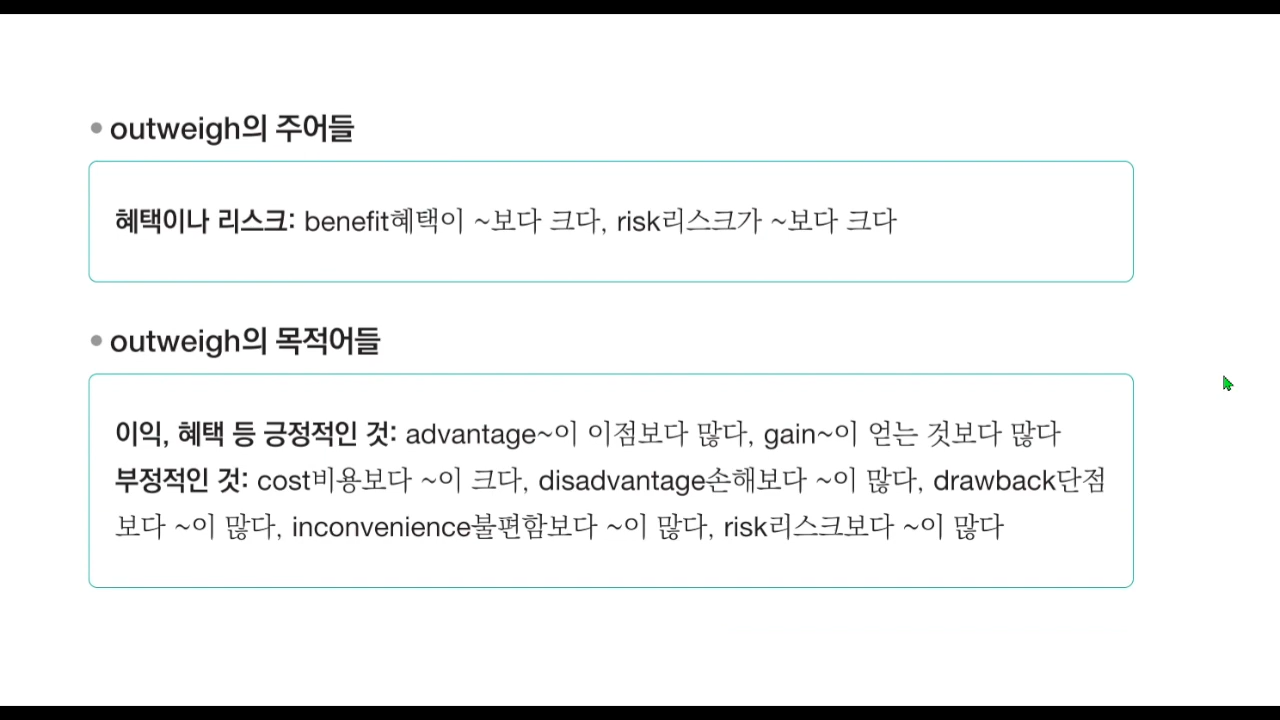 • outweigh의 주어들
혜택이나 리스크: benefit혜택이 ~보다 크다, risk리스크가 ~보다 크다
• outweigh의 목적어들
이익, 혜택 등 긍정적인 것: advantage~이 이점보다 많다, gain~이 얻는 것보다 많다
부정적인 것: cost비용보다 ~이 크다, disadvantage손해보다 ~이 많다, drawback단점
보다 ~이 많다, inconvenience불편함보다 ~이 많다, risk리스크보다 ~이 많다